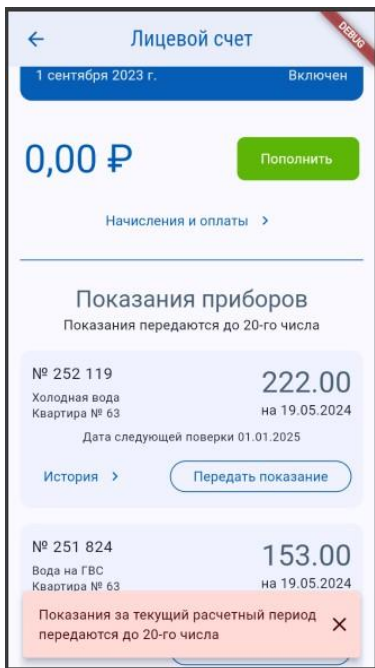 Лицевой счет
DEBUG
1 сентября 2023 г. Включен
0,00 ₽ Пополнить
Начисления и оплаты >
Показания приборов
Показания передаются до 20-го числа
№ 252 119 222.00
Холодная вода
Квартира № 63 на 19.05.2024
Дата следующей поверки 01.01.2025
История > Передать показание
№ 251 824 153.00
Вода на ГВС
Квартира № 63 на 19.05.2024
Показания за текущий расчетный период
передаются до 20-го числа